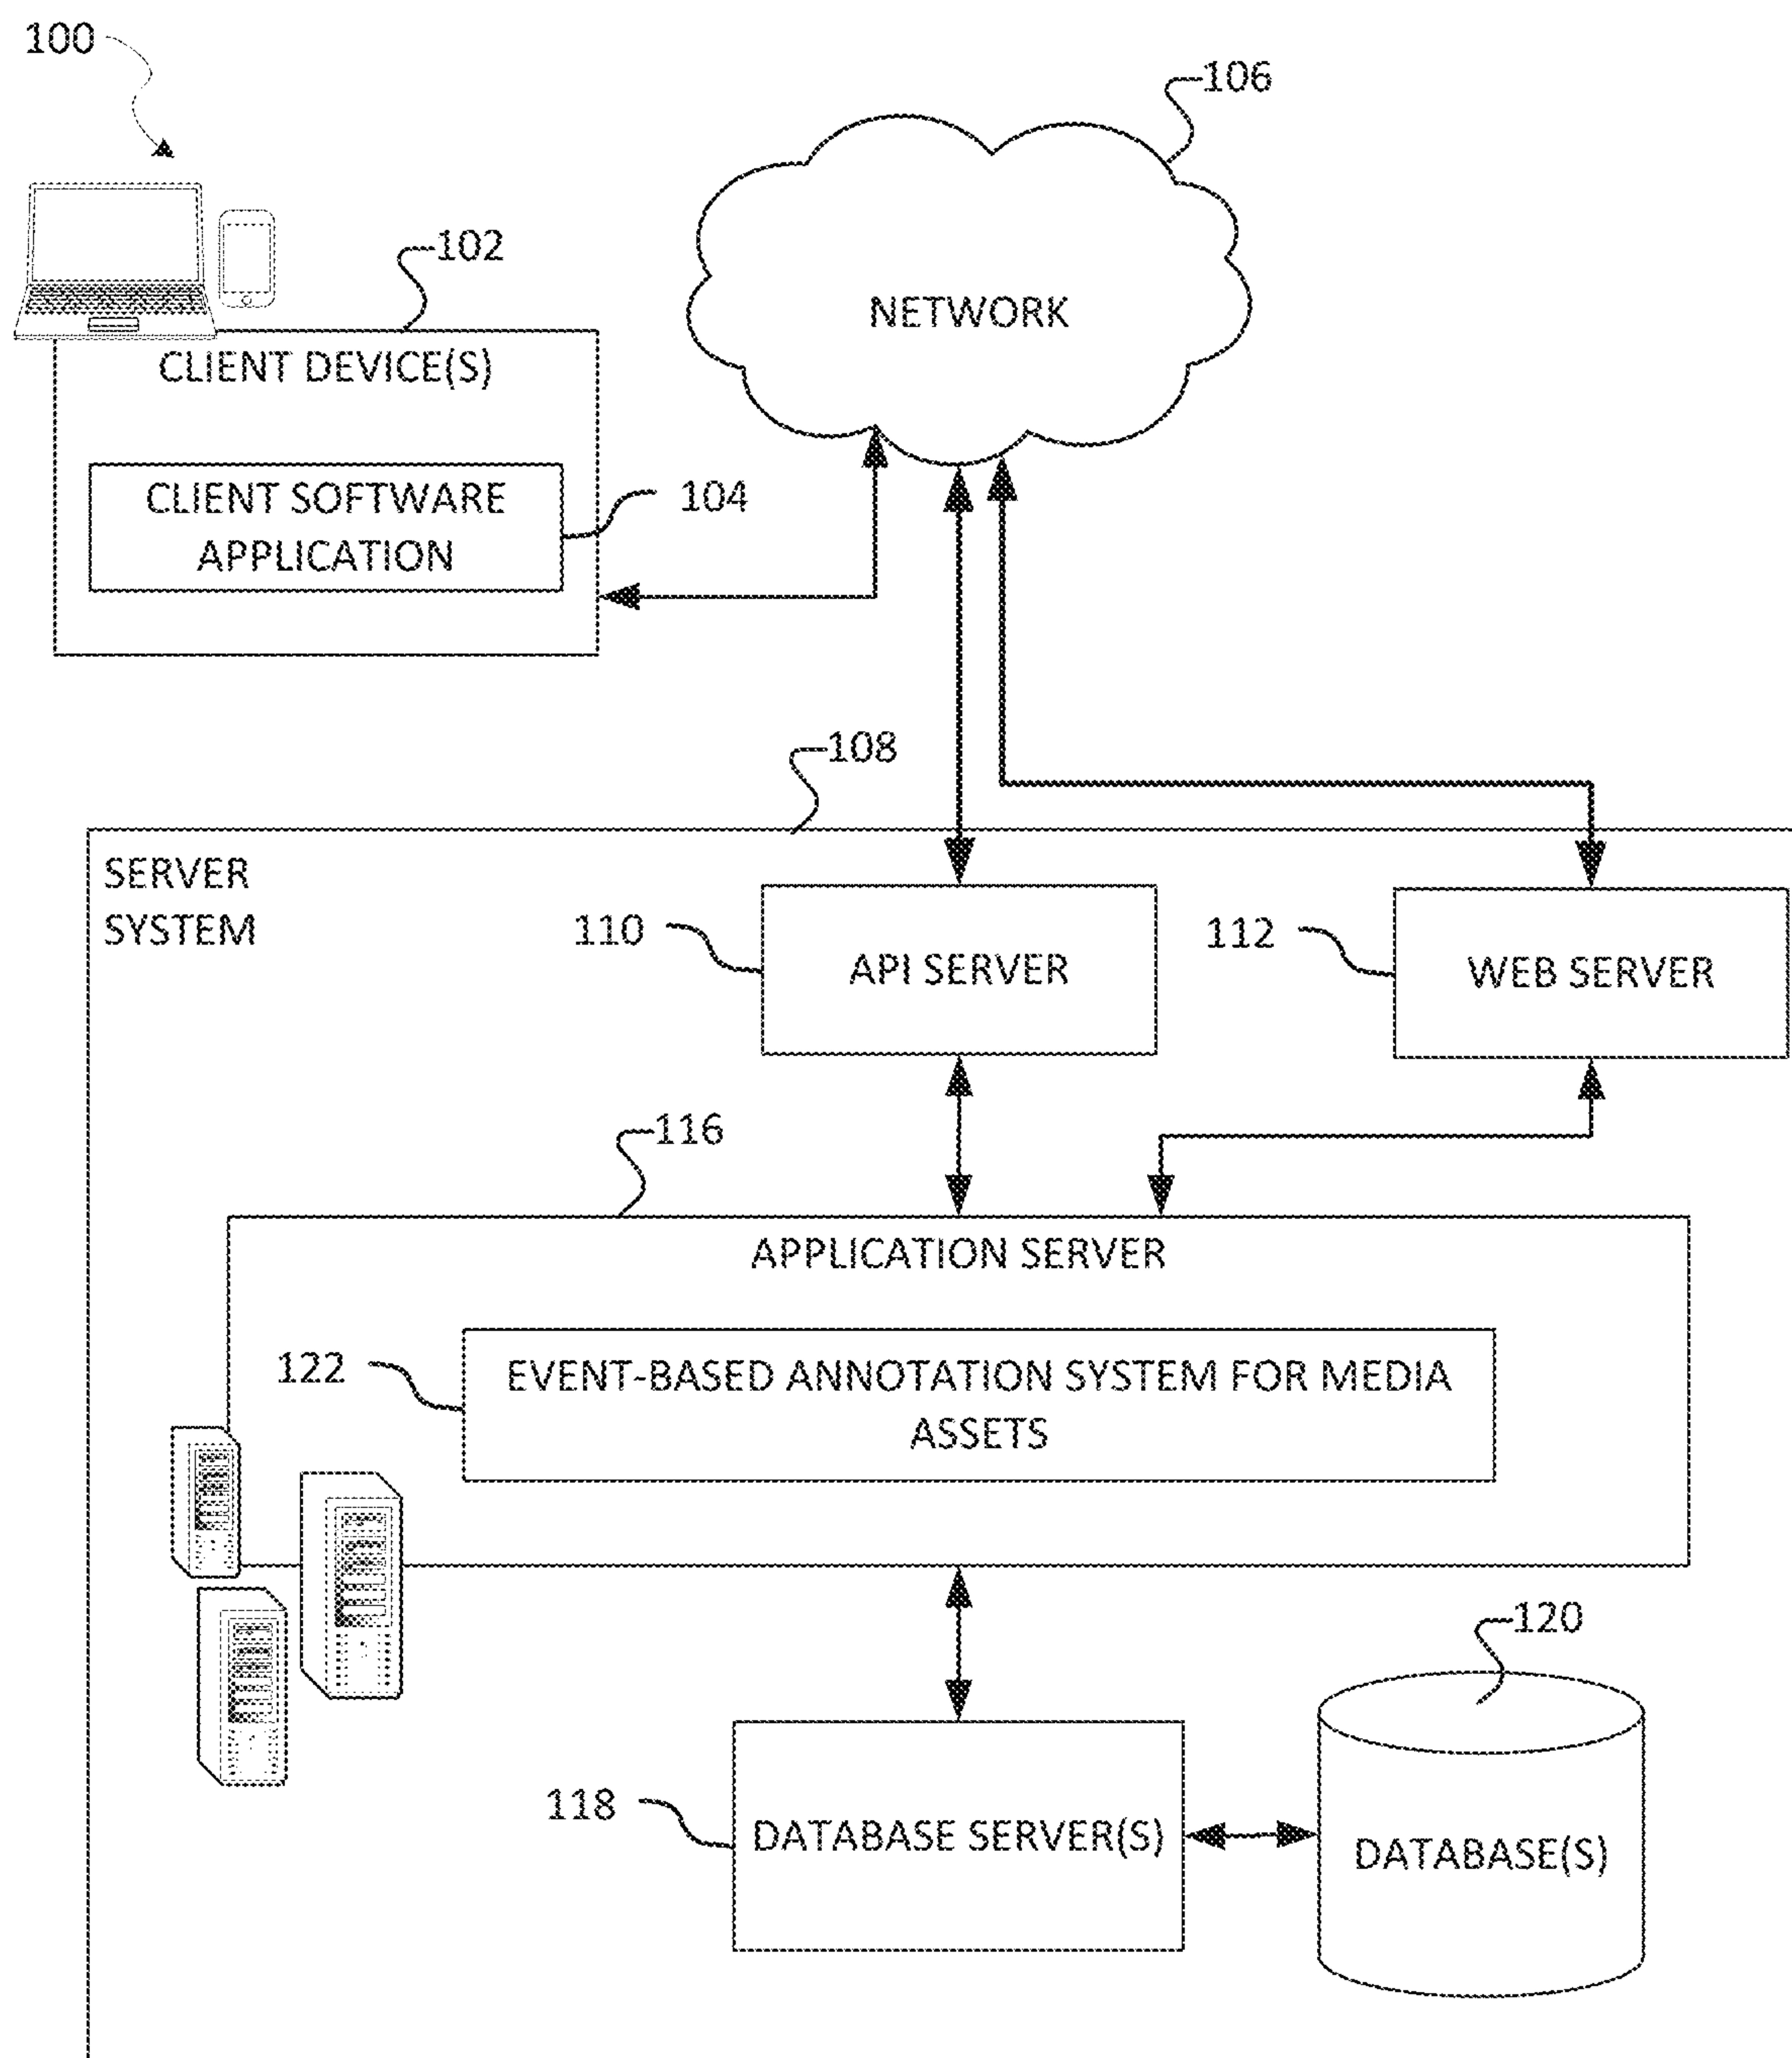 100
106
102
NETWORK
CLIENT DEVICE(S)
CLIENT SOFTWARE
APPLICATION
104
108
SERVER
SYSTEM
110
API SERVER
112
WEB SERVER
116
APPLICATION SERVER
122
EVENT-BASED ANNOTATION SYSTEM FOR MEDIA
ASSETS
120
118
DATABASE SERVER(S)
DATABASE(S)